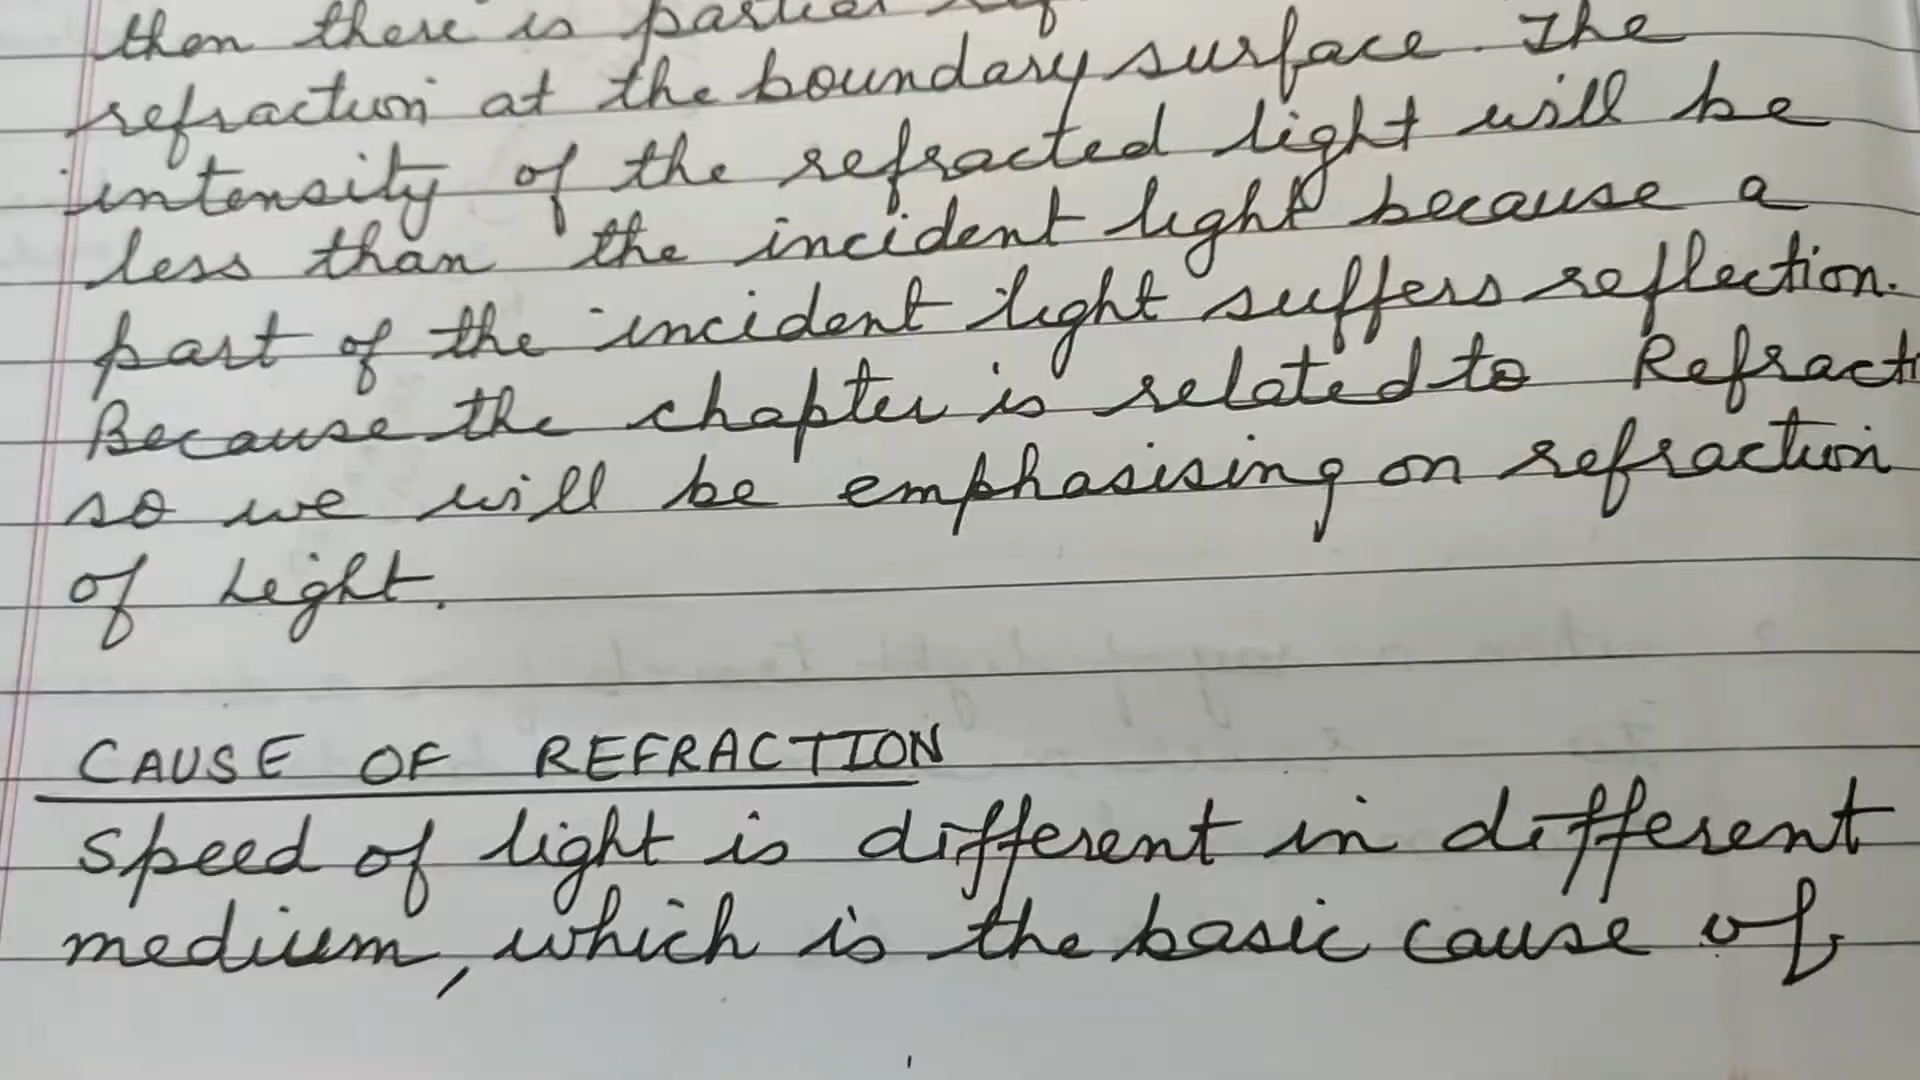 then there is partial
refraction at the boundary surface. The
intensity of the refracted light will be
less than the incident light because a
part of the incident light suffers reflection.
Because the chapter is related to Refracti
so we will be emphasising on refraction
of Light.
CAUSE OF REFRACTION
Speed of light is different in different
medium, which is the basic cause of